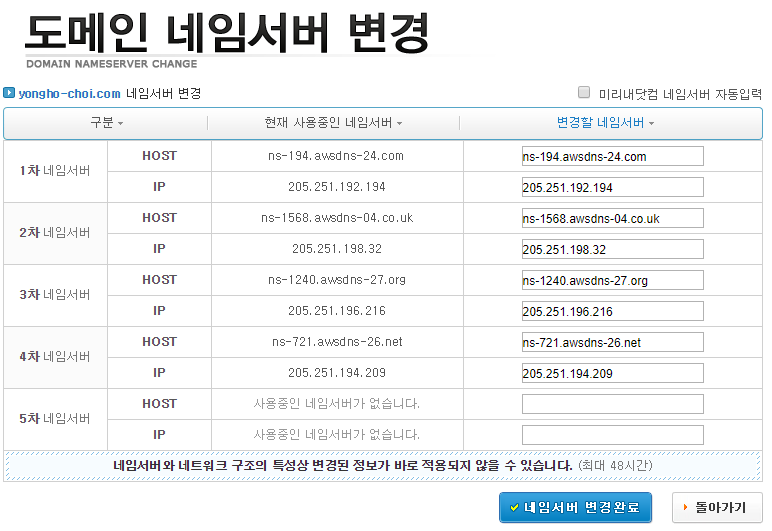 도메인 네임서버 변경
DOMAIN NAMESERVER CHANGE
yongho-choi.com 네임서버 변경 미리내닷컴 네임서버 자동입력
구분 현재 사용중인 네임서버 변경할 네임서버
1차 네임서버 HOST ns-194.awsdns-24.com ns-194.awsdns-24.com
IP 205.251.192.194 205.251.192.194
2차 네임서버 HOST ns-1568.awsdns-04.co.uk ns-1568.awsdns-04.co.uk
IP 205.251.198.32 205.251.198.32
3차 네임서버 HOST ns-1240.awsdns-27.org ns-1240.awsdns-27.org
IP 205.251.196.216 205.251.196.216
4차 네임서버 HOST ns-721.awsdns-26.net ns-721.awsdns-26.net
IP 205.251.194.209 205.251.194.209
5차 네임서버 HOST 사용중인 네임서버가 없습니다.
IP 사용중인 네임서버가 없습니다.
네임서버와 네트워크 구조의 특성상 변경된 정보가 바로 적용되지 않을 수 있습니다. (최대 48시간)
네임서버 변경완료 돌아가기